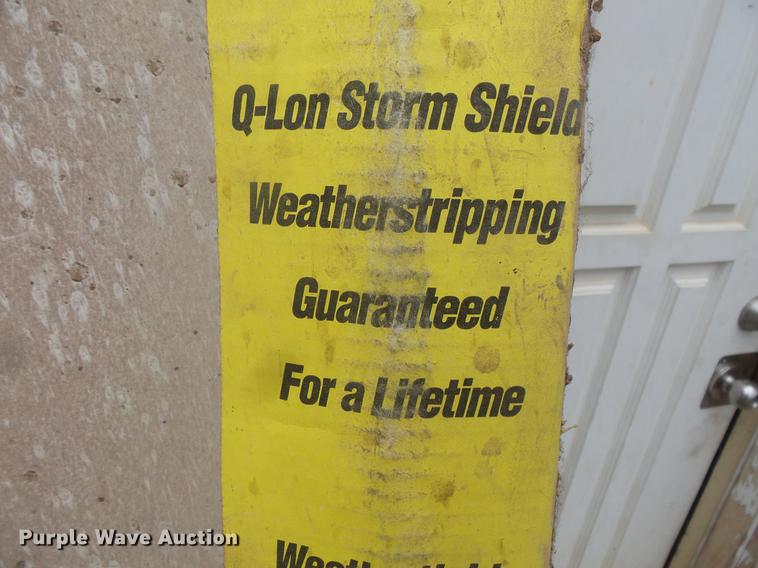 Q-Lon Storm Shield
Weatherstripping
Guaranteed
For a Lifetime
Purple Wave Auction